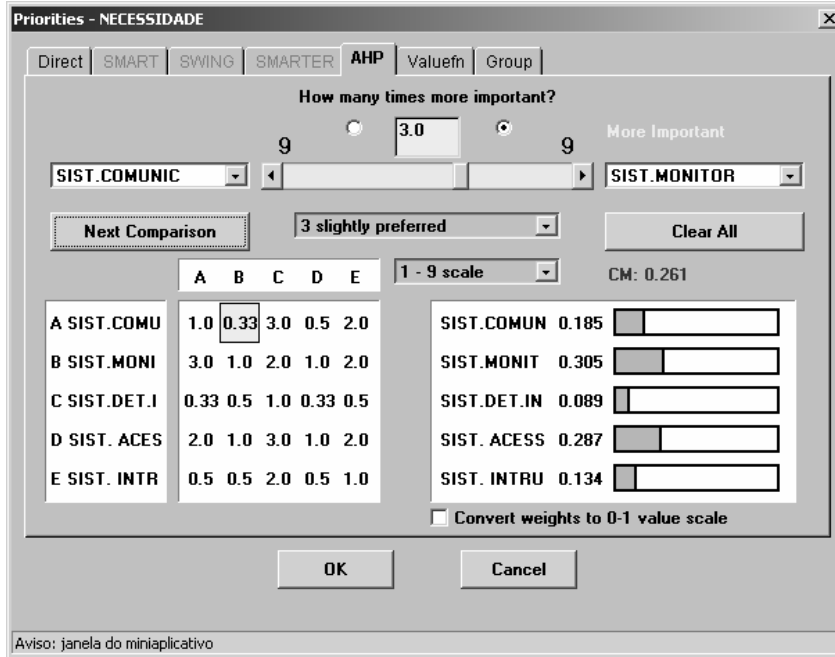 Priorities - NECESSIDADE
Direct SMART SWING SMARTER AHP Valuefn Group
How many times more important?
9 3.0 9 More Important
SIST.COMUNIC SIST.MONITOR
Next Comparison 3 slightly preferred Clear All
A B C D E 1 - 9 scale CM: 0.261
A SIST.COMU 1.0 0.33 3.0 0.5 2.0 SIST.COMUN 0.185
B SIST.MONI 3.0 1.0 2.0 1.0 2.0 SIST.MONIT 0.305
C SIST.DET.I 0.33 0.5 1.0 0.33 0.5 SIST.DET.IN 0.089
D SIST. ACES 2.0 1.0 3.0 1.0 2.0 SIST. ACESS 0.287
E SIST. INTR 0.5 0.5 2.0 0.5 1.0 SIST. INTRU 0.134
Convert weights to 0-1 value scale
OK Cancel
Aviso: janela do miniaplicativo